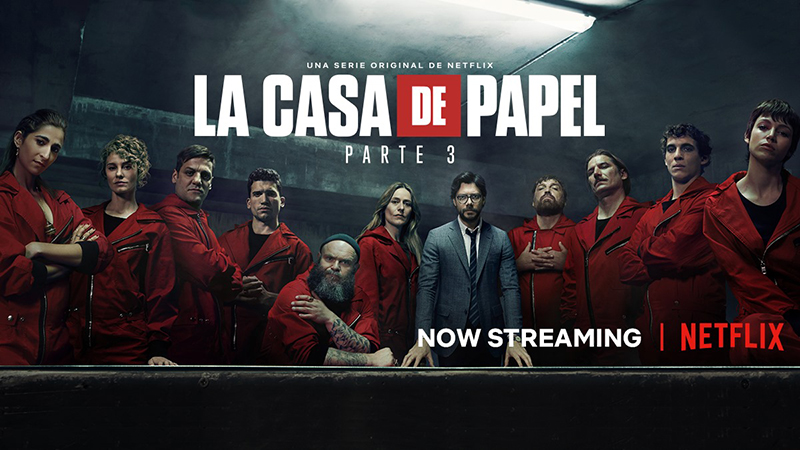 UNA SERIE ORIGINAL DE NETFLIX
LA CASA DE PAPEL
PARTE 3
NOW STREAMING | NETFLIX